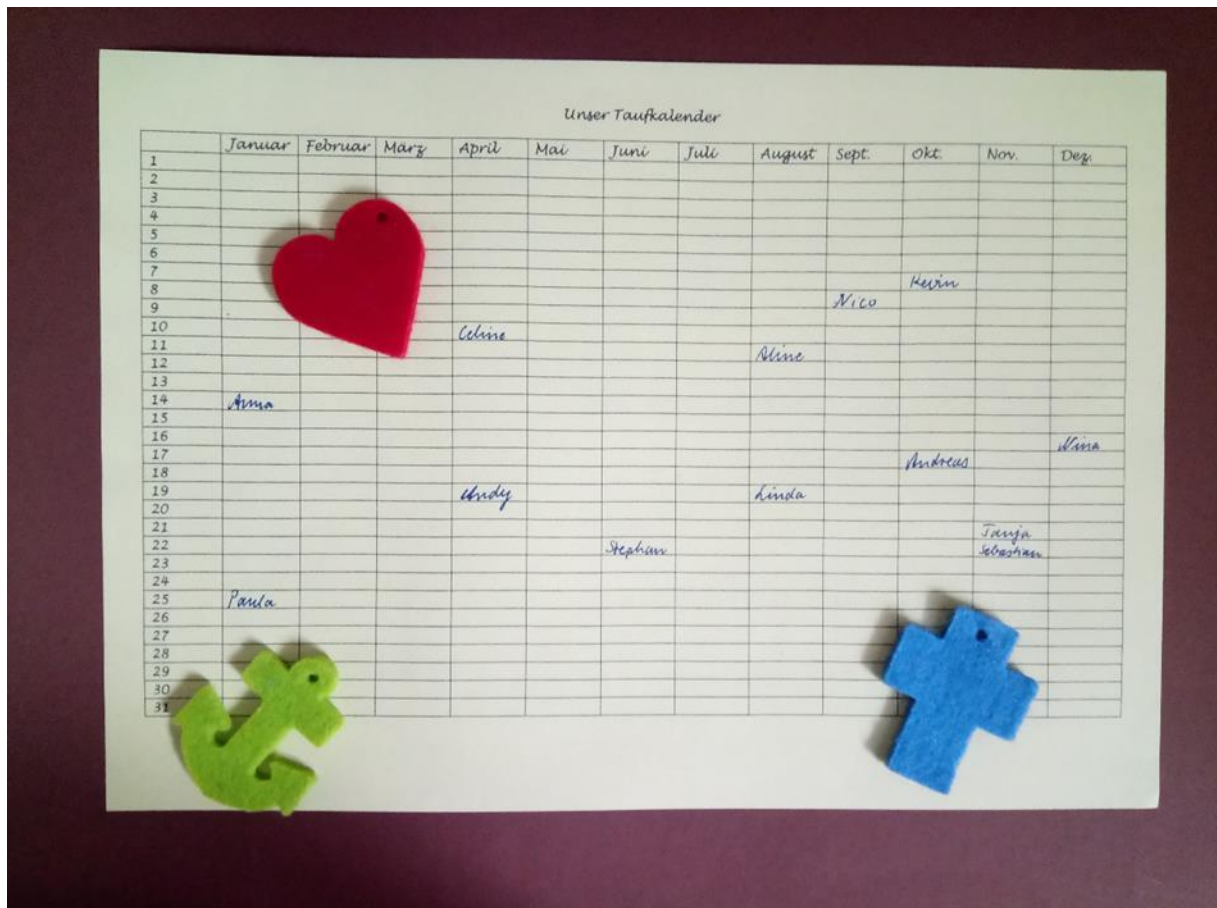 Unser Taufkalender
Januar Februar März April Mai Juni Juli August Sept. Okt. Nov. Dez.
1
2
3
4
5
6
7
8 Kevin
9 Nico
10 Celine
11
12 Aline
13
14 Anna
15
16
17 Nina
18 Andreas
19 Andy Linda
20
21
22 Tanja
23 Stephan Sebastian
24
25 Paula
26
27
28
29
30
31